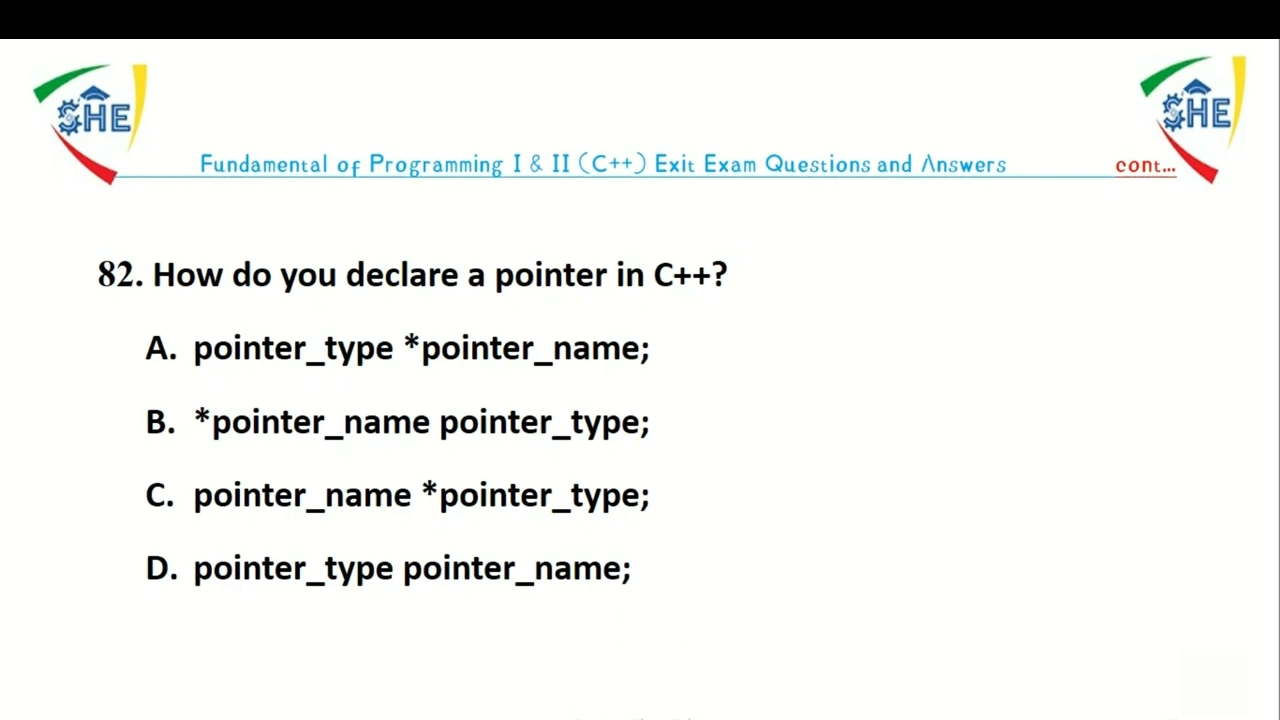 SHE
SHE
Fundamental of Programming I & II (C++) Exit Exam Questions and Answers cont...
82. How do you declare a pointer in C++?
A. pointer_type *pointer_name;
B. *pointer_name pointer_type;
C. pointer_name *pointer_type;
D. pointer_type pointer_name;